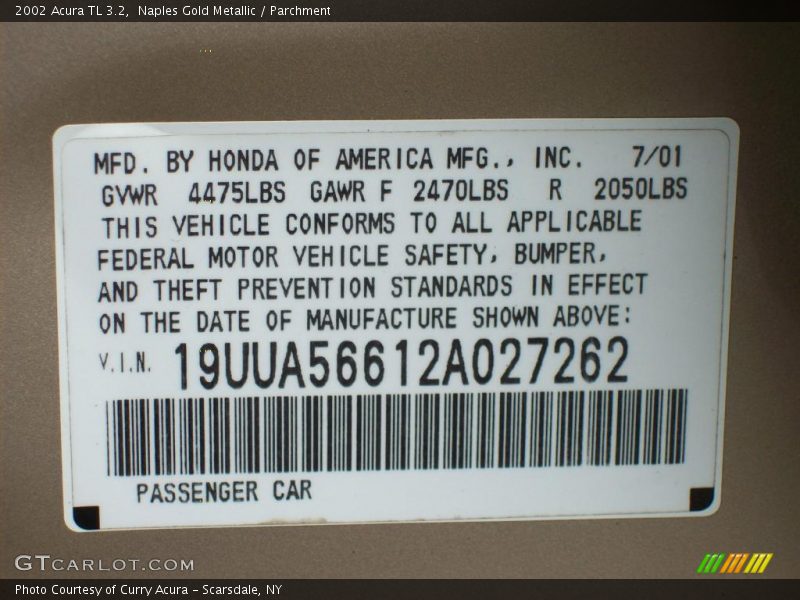 2002 Acura TL 3.2,  Naples Gold Metallic / Parchment
MFD. BY HONDA OF AMERICA MFG., INC. 7/01
GVWR 4475LBS GAWR F 2470LBS R 2050LBS
THIS VEHICLE CONFORMS TO ALL APPLICABLE
FEDERAL MOTOR VEHICLE SAFETY, BUMPER,
AND THEFT PREVENTION STANDARDS IN EFFECT
ON THE DATE OF MANUFACTURE SHOWN ABOVE:
V.I.N. 19UUA56612A027262
PASSENGER CAR
GTCARLOT.COM
Photo Courtesy of Curry Acura - Scarsdale, NY